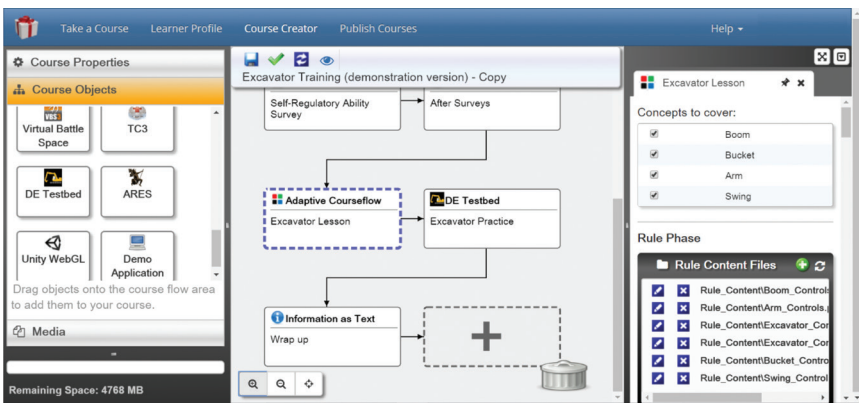 Take a Course
Learner Profile
Course Creator
Publish Courses
Help
Course Properties
Course Objects
VBS3
Virtual Battle
Space
TC3
DE Testbed
ARES
Unity WebGL
Demo
Application
Drag objects onto the course flow area
to add them to your course.
Media
Remaining Space: 4768 MB
Excavator Training (demonstration version) - Copy
Self-Regulatory Ability
Survey
After Surveys
Adaptive Courseflow
Excavator Lesson
DE Testbed
Excavator Practice
Information as Text
Wrap up
Excavator Lesson
Concepts to cover:
Boom
Bucket
Arm
Swing
Rule Phase
Rule Content Files
Rule_Content\Boom_Controls
Rule_Content\Arm_Controls.
Rule_Content\Excavator_Cor
Rule_Content\Excavator_Cor
Rule_Content\Bucket_Contro
Rule_Content\Swing_Control